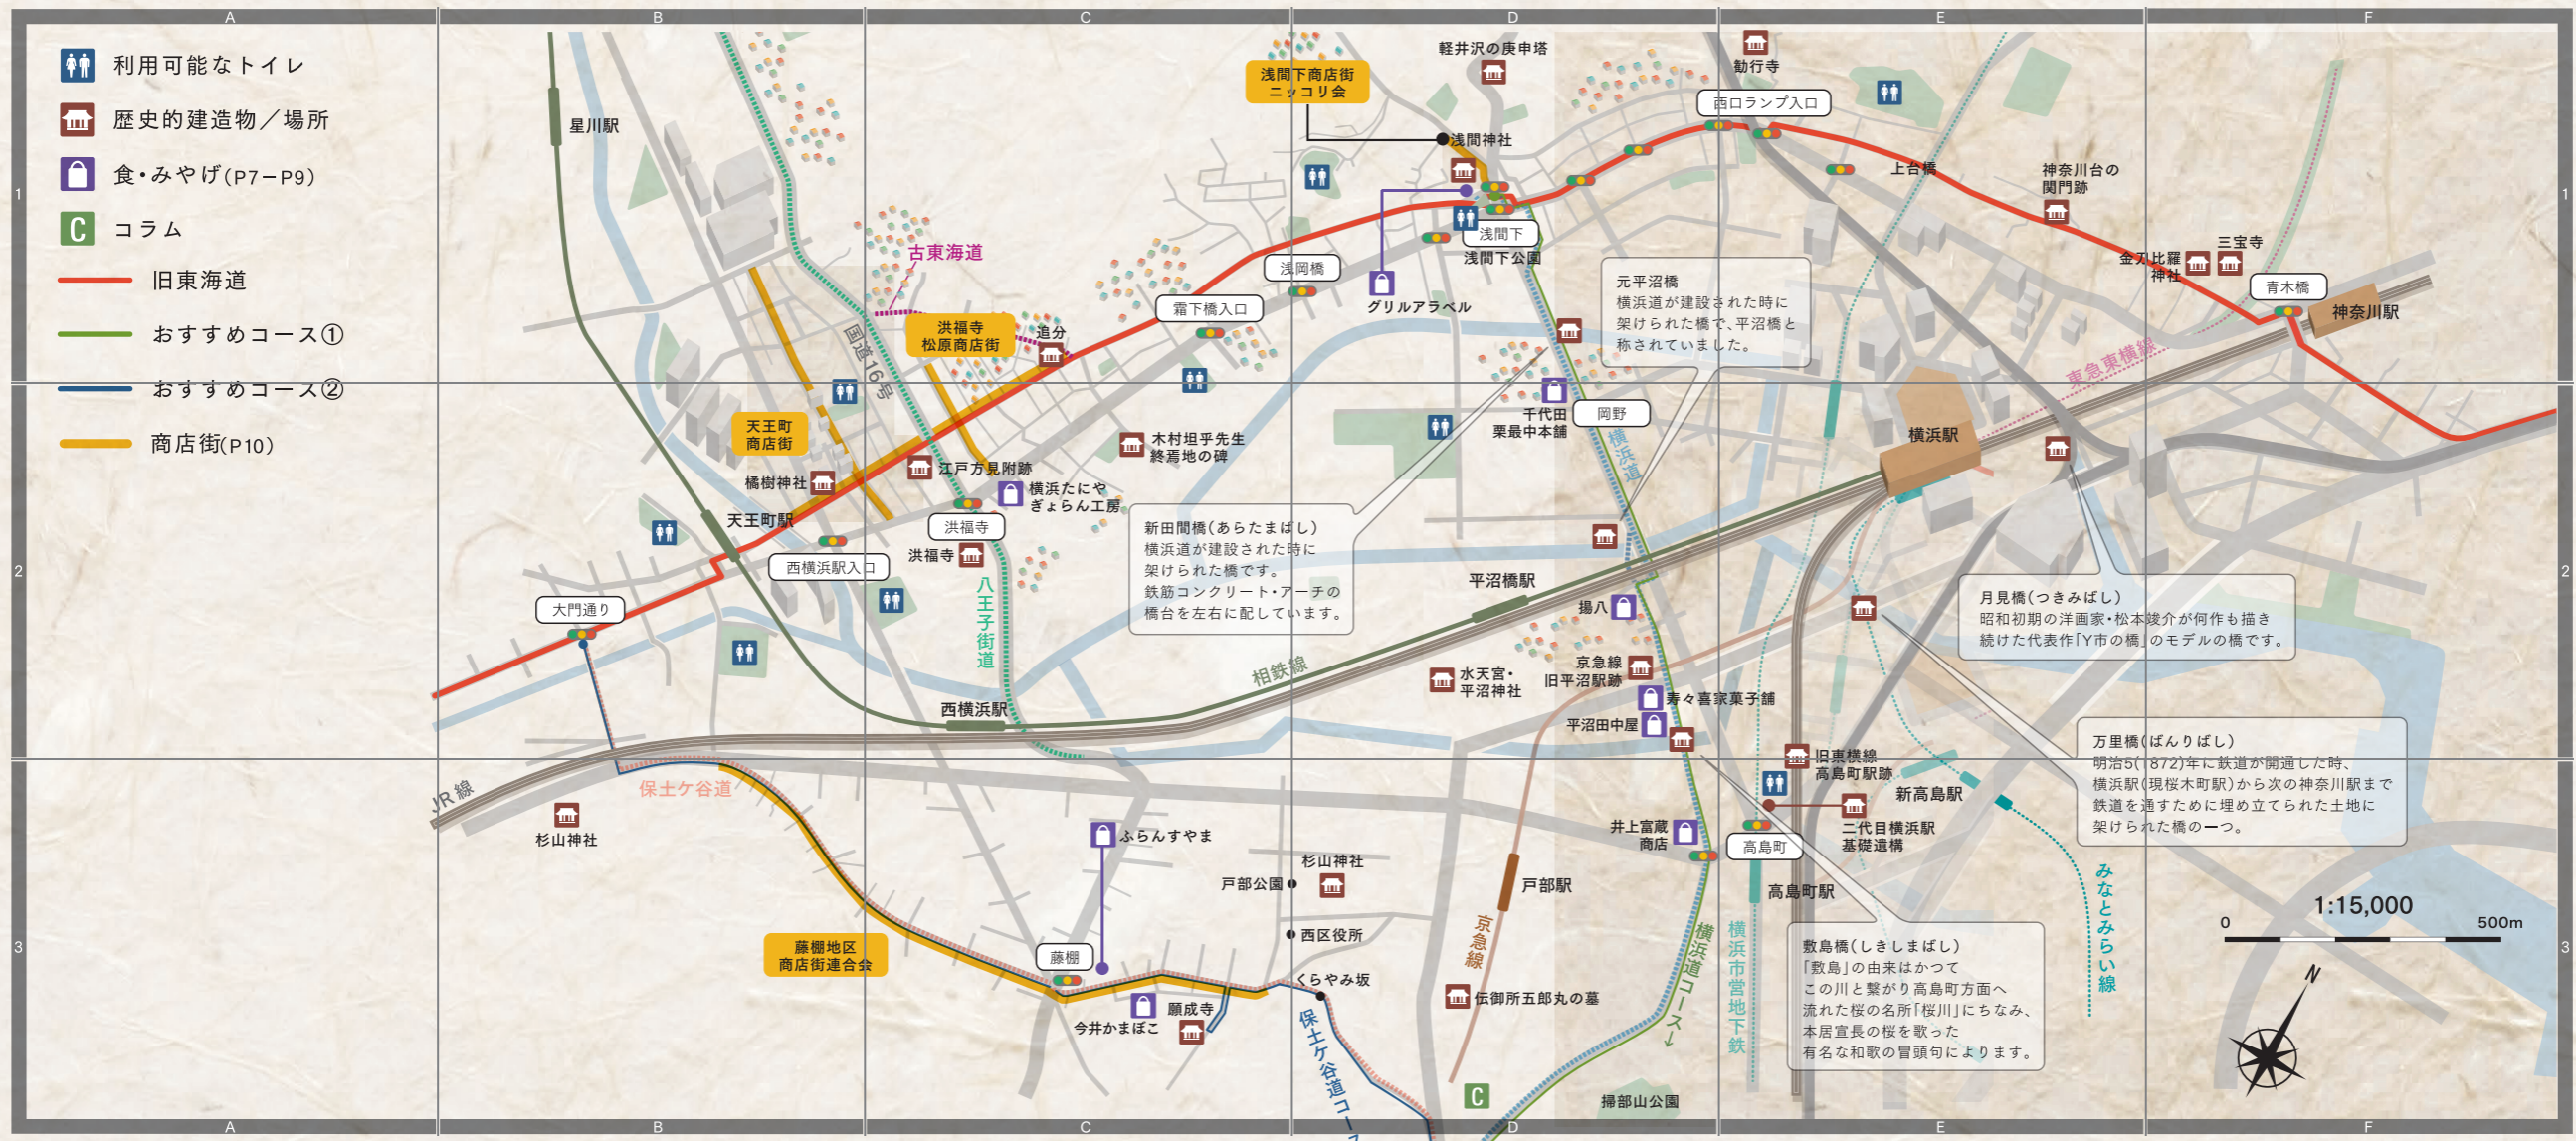 A
B
C
D
E
F
1
2
3
利用可能なトイレ
歴史的建造物／場所
食・みやげ(P7－P9)
C
コラム
旧東海道
おすすめコース①
おすすめコース②
商店街(P10)
星川駅
古東海道
国道16号
洪福寺
松原商店街
追分
霜下橋入口
浅岡橋
浅間下商店街
ニッコリ会
軽井沢の庚申塔
浅間神社
浅間下
浅間下公園
グリルアラベル
勧行寺
西口ランプ入口
上台橋
神奈川台の
関門跡
金刀比羅
神社
三宝寺
青木橋
神奈川駅
東急東横線
元平沼橋
横浜道が建設された時に
架けられた橋で、平沼橋と
称されていました。
天王町
商店街
橘樹神社
天王町駅
江戸方見附跡
木村坦乎先生
終焉地の碑
横浜たにや
ぎょらん工房
洪福寺
洪福寺
西横浜駅入口
八王子街道
大門通り
西横浜駅
相鉄線
新田間橋(あらたまばし)
横浜道が建設された時に
架けられた橋です。
鉄筋コンクリート・アーチの
橋台を左右に配しています。
千代田
栗最中本舗
岡野
横浜道
横浜駅
平沼橋駅
揚八
水天宮・
平沼神社
京急線
旧平沼駅跡
寿々喜家菓子舗
平沼田中屋
月見橋(つきみばし)
昭和初期の洋画家・松本竣介が何作も描き
続けた代表作「Y市の橋」のモデルの橋です。
万里橋(ばんりばし)
明治5(1872)年に鉄道が開通した時、
横浜駅(現桜木町駅)から次の神奈川駅まで
鉄道を通すために埋め立てられた土地に
架けられた橋の一つ。
JR線
杉山神社
保土ケ谷道
藤棚地区
商店街連合会
藤棚
ふらんすやま
今井かまぼこ
願成寺
戸部公園
杉山神社
西区役所
くらやみ坂
保土ケ谷道コー
京急線
戸部駅
伝御所五郎丸の墓
C
掃部山公園
井上富蔵
商店
横浜道コース→
横浜市営地下鉄
高島町
高島町駅
旧東横線
高島町駅跡
二代目横浜駅
基礎遺構
新高島駅
みなとみらい線
敷島橋(しきしまばし)
「敷島」の由来はかつて
この川と繋がり高島町方面へ
流れた桜の名所「桜川」にちなみ、
本居宣長の桜を歌った
有名な和歌の冒頭句によります。
1:15,000
0
500m
N
1
2
3
A
B
C
D
E
F